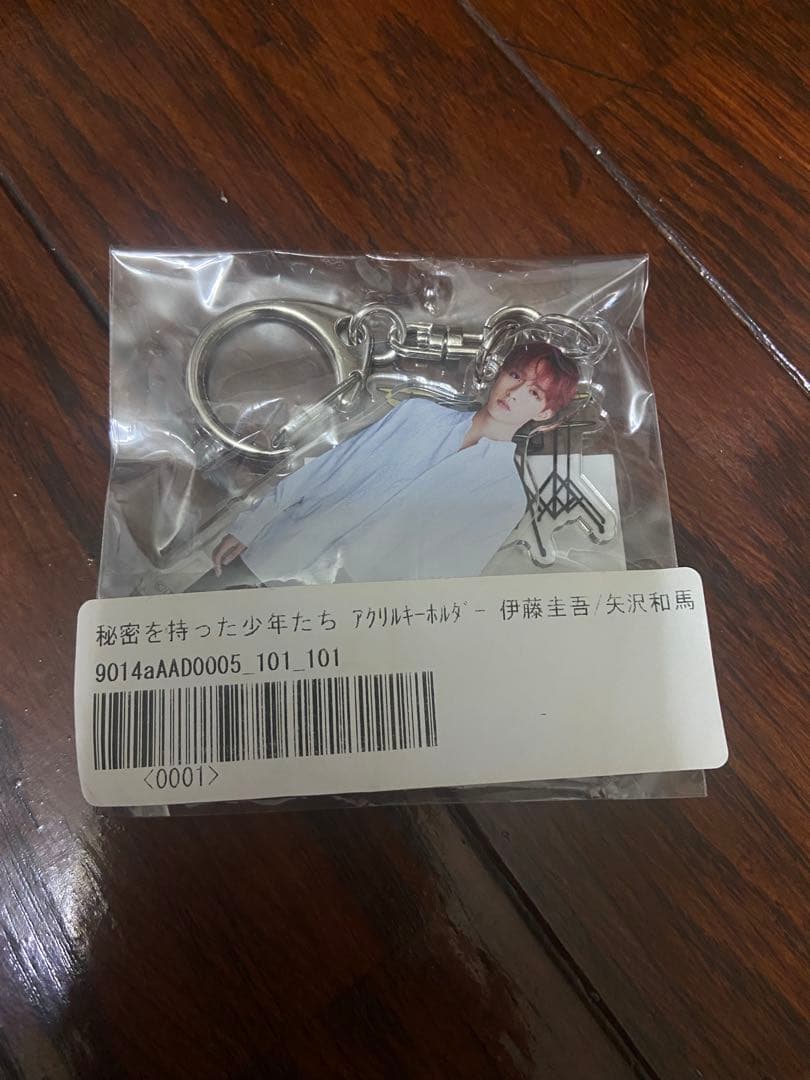 秘密を持った少年たち ｱｸﾘﾙｷｰﾎﾙﾀﾞｰ 伊藤圭吾/矢沢和馬
9014aAAD0005_101_101
<0001>